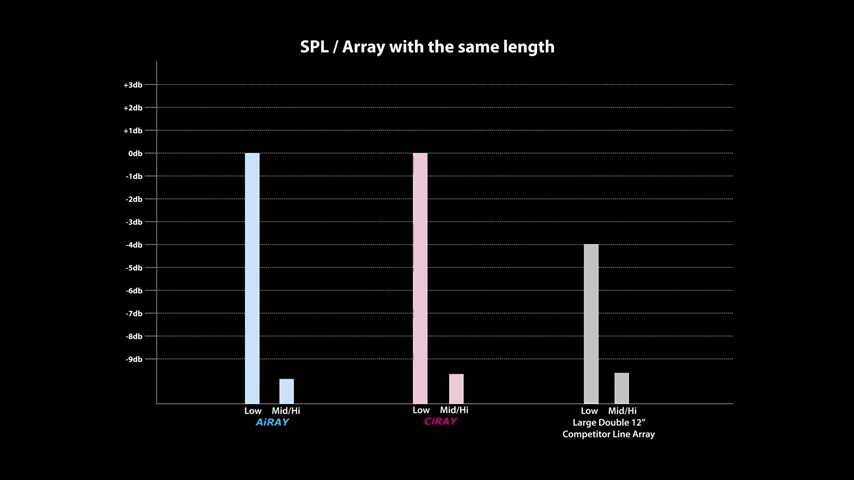 SPL / Array with the same length
+3db
+2db
+1db
0db
-1db
-2db
-3db
-4db
-5db
-6db
-7db
-8db
-9db
Low Mid/Hi
AiRAY
Low Mid/Hi
CiRAY
Low Mid/Hi
Large Double 12”
Competitor Line Array